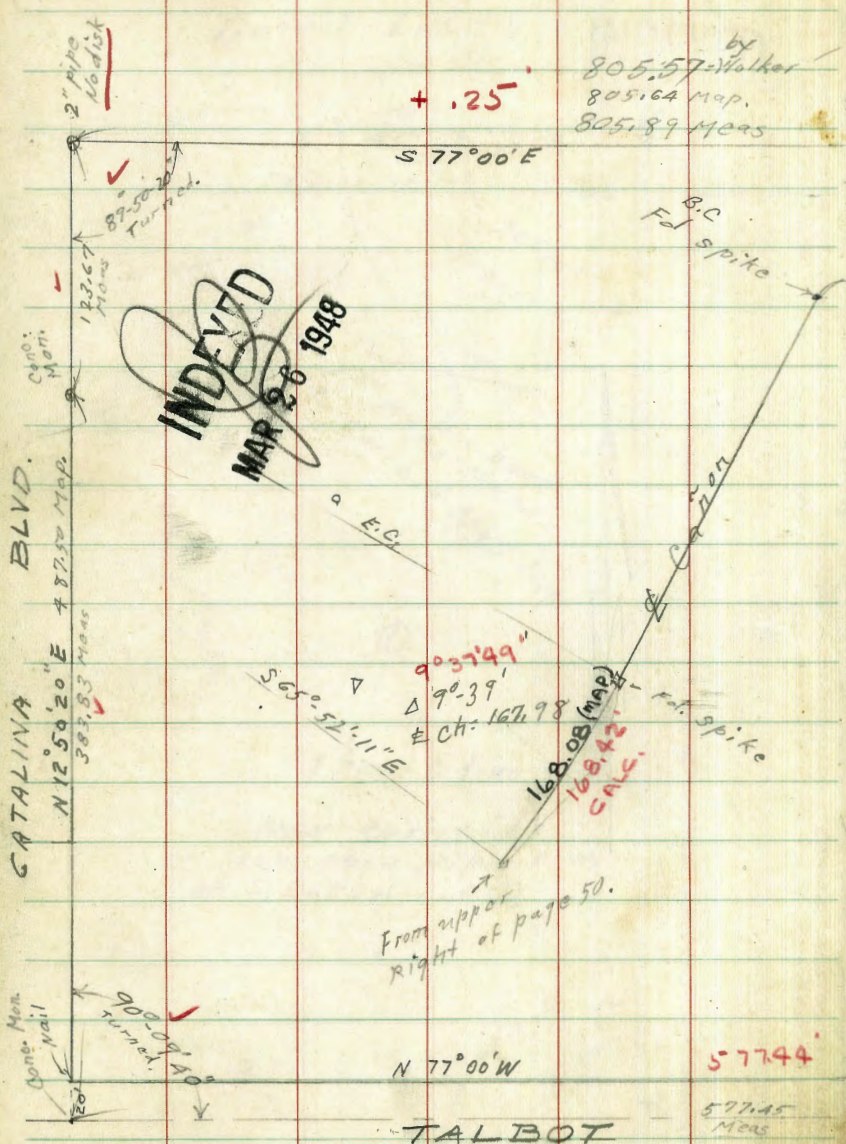 2" pipe
No disk
+ .25'
by
805.57=Walker
805.64 Map.
805.89 Meas
S 77°00' E
89-50-20"
Turned.
123.67
Meas
B.C
Fd spike
Conc.
Mon.
INDEXED
MAR 26 1948
CATALINA BLVD.
N 12°50'20" E 487.50 Map.
383.83 Meas
E.C.
℄ Cañon
9°37'49"
Δ 9°-39'
℄ Ch= 167.98
S 65°-52'-11" E
Fd. spike
168.08 (MAP)
168.42'
CALC.
From upper
right of page 50.
Conc. Mon.
Nail
90°-09'40"
Turned.
20'
N 77°00' W
577.44'
577.45
Meas
TALBOT